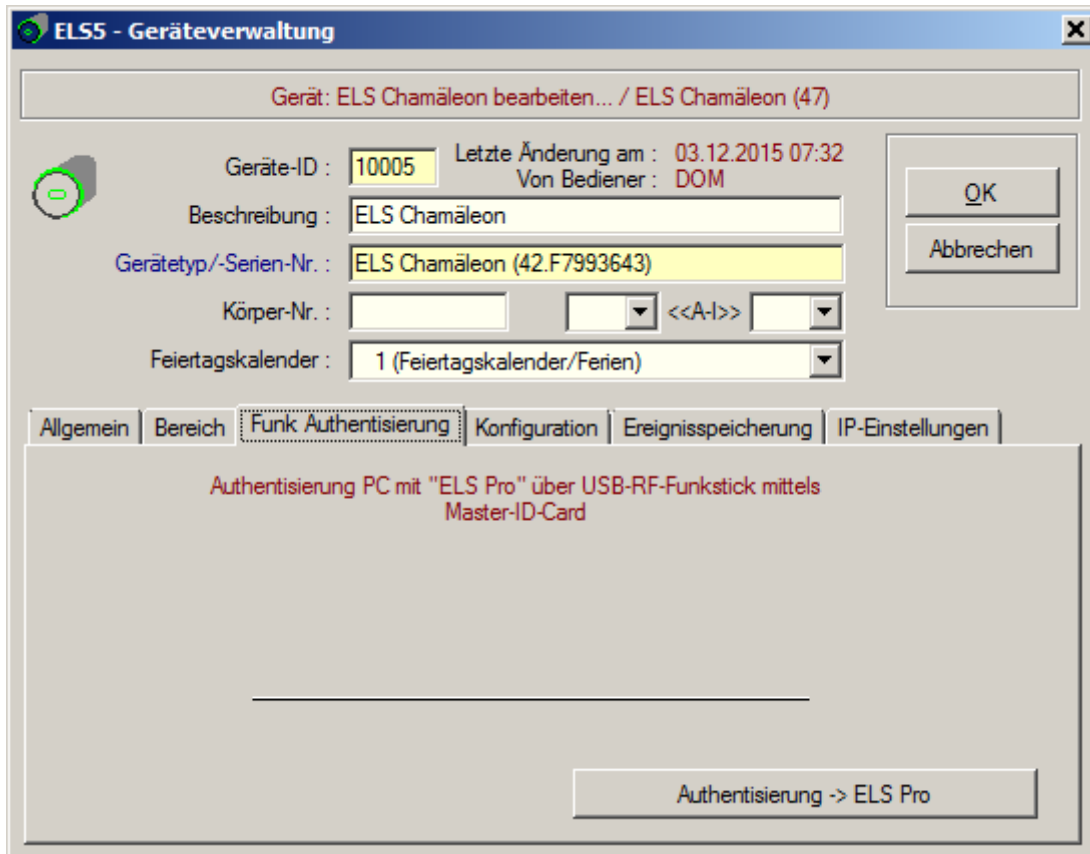 ELS5 - Geräteverwaltung
Gerät: ELS Chamäleon bearbeiten... / ELS Chamäleon (47)
Geräte-ID : 10005 Letzte Änderung am : 03.12.2015 07:32
Von Bediener : DOM
OK
Beschreibung : ELS Chamäleon
Abbrechen
Gerätetyp/-Serien-Nr. : ELS Chamäleon (42.F7993643)
Körper-Nr. : <<A-I>>
Feiertagskalender : 1 (Feiertagskalender/Ferien)
Allgemein Bereich Funk Authentisierung Konfiguration Ereignisspeicherung IP-Einstellungen
Authentisierung PC mit "ELS Pro" über USB-RF-Funkstick mittels
Master-ID-Card
Authentisierung -> ELS Pro